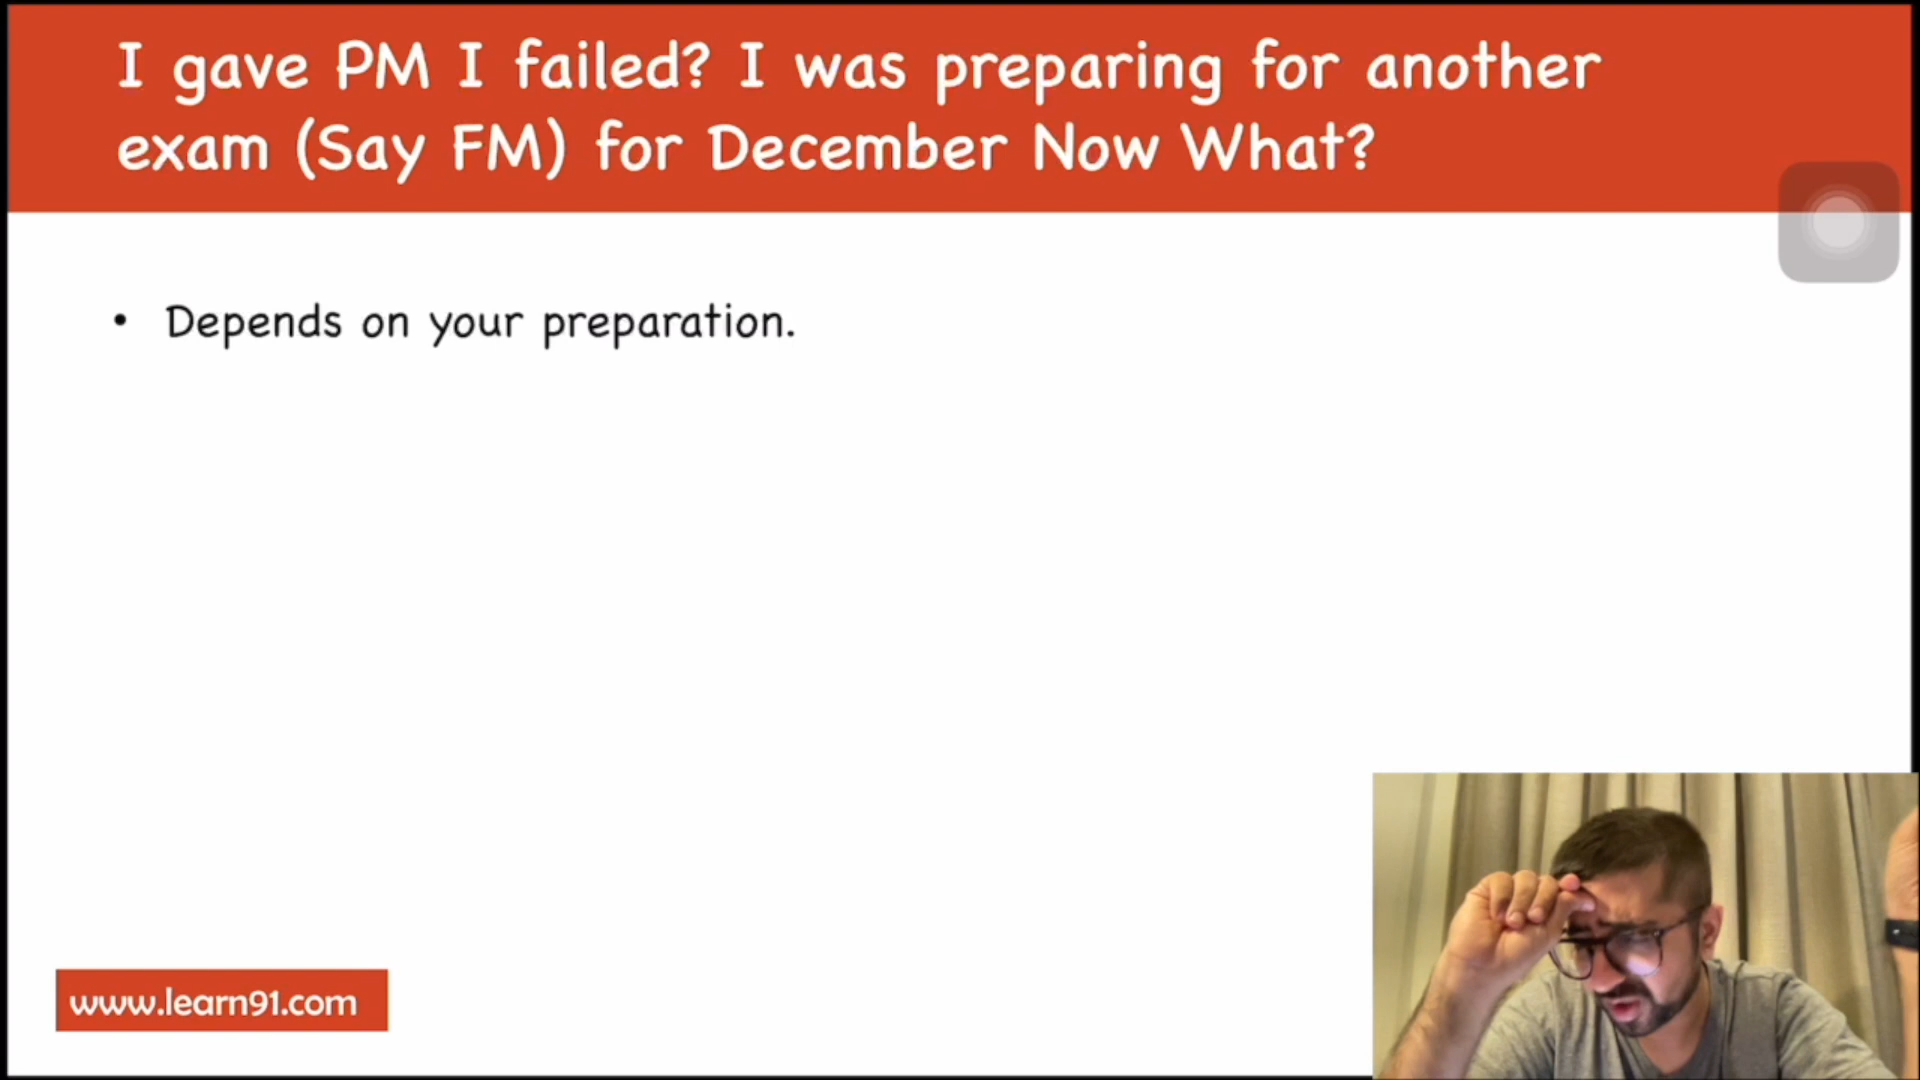 I gave PM I failed? I was preparing for another
exam (Say FM) for December Now What?
• Depends on your preparation.
www.learn91.com